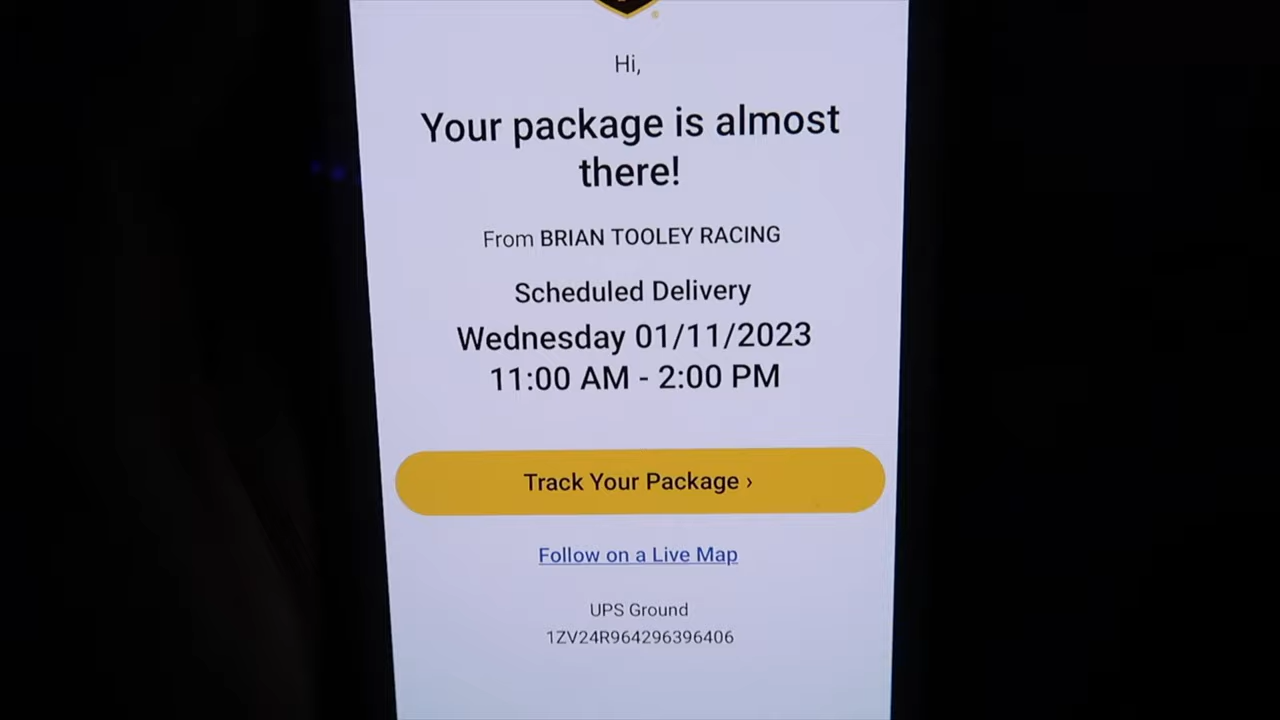 Hi,
Your package is almost
there!
From BRIAN TOOLEY RACING
Scheduled Delivery
Wednesday 01/11/2023
11:00 AM - 2:00 PM
Track Your Package ›
Follow on a Live Map
UPS Ground
1ZV24R964296396406